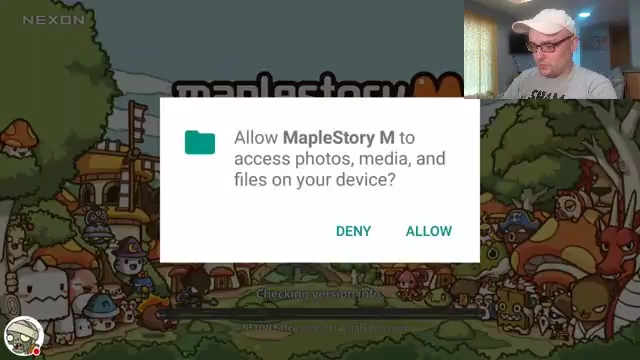 NEXON
maplestory M
Allow MapleStory M to
access photos, media, and
files on your device?
DENY ALLOW
Checking version info.